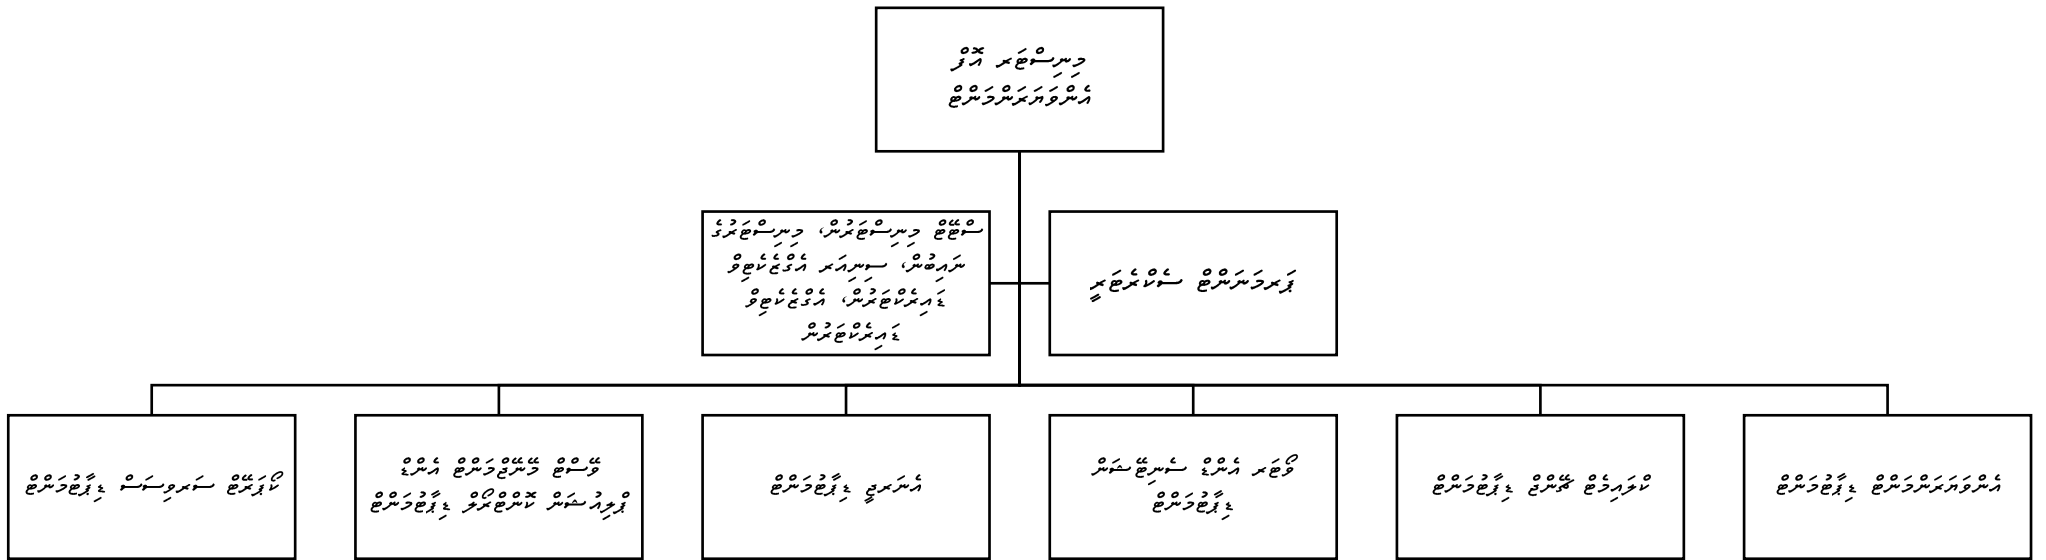 މިނިސްޓަރ އޮފް
އެންވަޔަރަންމަންޓް
ޕަރމަނަންޓް ސެކްރެޓަރީ
ސްޓޭޓް މިނިސްޓަރުން، މިނިސްޓަރުގެ
ނައިބުން، ސިނިއަރ އެގްޒެކެޓިވް
ޑައިރެކްޓަރުން، އެގްޒެކެޓިވް
ޑައިރެކްޓަރުން
އެންވަޔަރަންމަންޓް ޑިޕާޓުމަންޓް
ކްލައިމެޓް ޗޭންޖް ޑިޕާޓުމަންޓް
ވޯޓަރ އެންޑް ސެނިޓޭޝަން
ޑިޕާޓުމަންޓް
އެނަރޖީ ޑިޕާޓުމަންޓް
ވޭސްޓް މޭނޭޖްމަންޓް އެންޑް
ޕްލިއުޝަން ކޮންޓްރޯލް ޑިޕާޓުމަންޓް
ކޯޕަރޭޓް ސަރވިސަސް ޑިޕާޓުމަންޓް